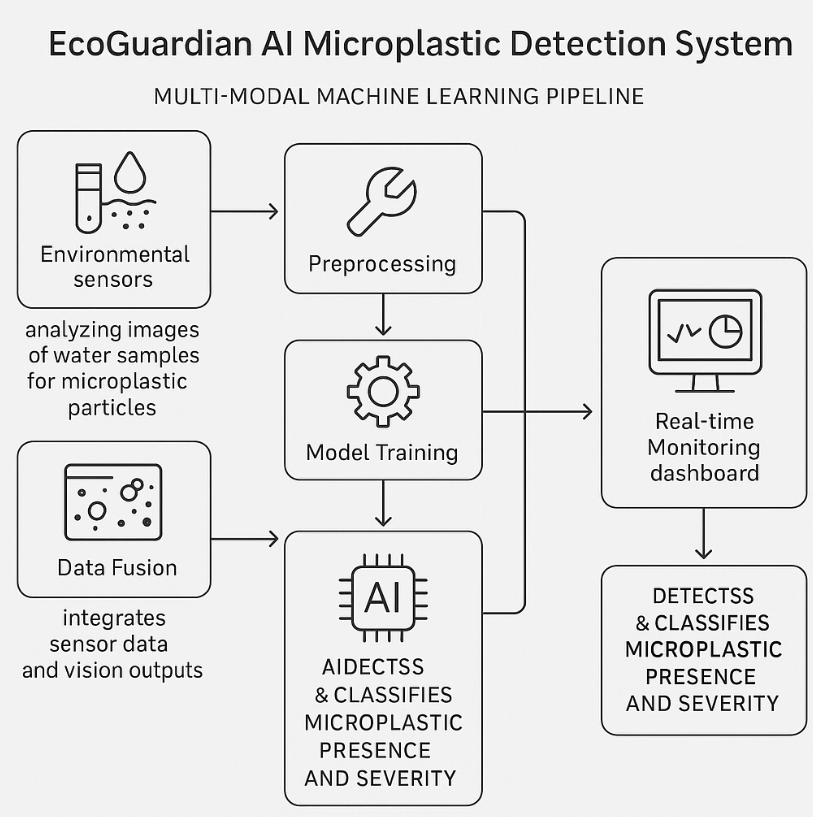 EcoGuardian AI Microplastic Detection System
MULTI-MODAL MACHINE LEARNING PIPELINE
Environmental
sensors
analyzing images
of water samples
for microplastic
particles
Data Fusion
integrates
sensor data
and vision outputs
Preprocessing
Model Training
AI
AIDECTSS
& CLASSIFIES
MICROPLASTIC
PRESENCE
AND SEVERITY
Real-time
Monitoring
dashboard
DETECTSS
& CLASSIFIES
MICROPLASTIC
PRESENCE
AND SEVERITY